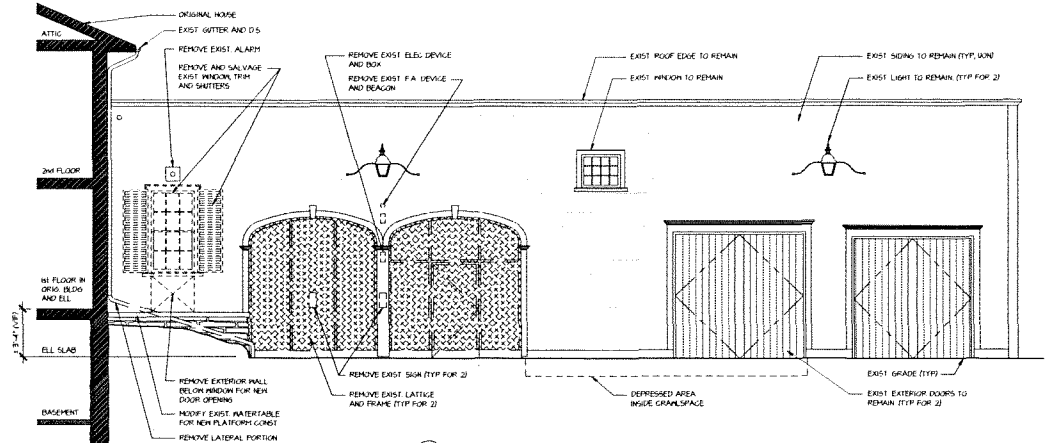 ORIGINAL HOUSE
ATTIC
EXIST GUTTER AND D.S
REMOVE EXIST. ALARM
REMOVE AND SALVAGE
EXIST WINDOW, TRIM
AND SHUTTERS
REMOVE EXIST. ELEC DEVICE
AND BOX
REMOVE EXIST F.A. DEVICE
AND BEACON
EXIST ROOF EDGE TO REMAIN
EXIST WINDOW TO REMAIN
EXIST SIDING TO REMAIN (TYP, UON)
EXIST LIGHT TO REMAIN, (TYP FOR 2)
2nd FLOOR
1st FLOOR IN
ORIG. BLDG
AND ELL
± 3'-4" (VIF)
ELL SLAB
BASEMENT
REMOVE EXTERIOR WALL
BELOW WINDOW FOR NEW
DOOR OPENING
MODIFY EXIST. WATERTABLE
FOR NEW PLATFORM CONST
REMOVE LATERAL PORTION
REMOVE EXIST SIGN (TYP FOR 2)
REMOVE EXIST. LATTICE
AND FRAME (TYP FOR 2)
DEPRESSED AREA
INSIDE CRAWLSPACE
EXIST GRADE (TYP)
EXIST EXTERIOR DOORS TO
REMAIN (TYP FOR 2)